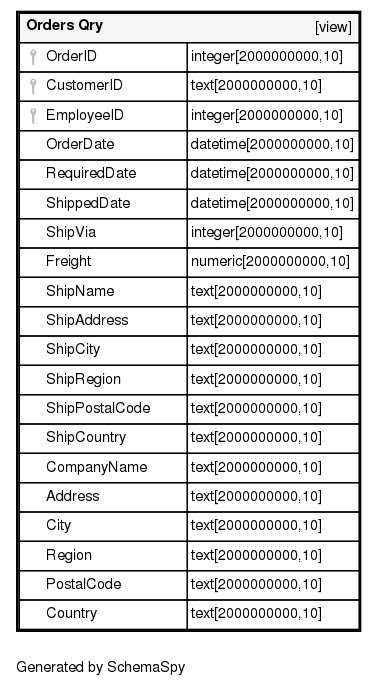 Orders Qry [view]
OrderID integer[2000000000,10]
CustomerID text[2000000000,10]
EmployeeID integer[2000000000,10]
OrderDate datetime[2000000000,10]
RequiredDate datetime[2000000000,10]
ShippedDate datetime[2000000000,10]
ShipVia integer[2000000000,10]
Freight numeric[2000000000,10]
ShipName text[2000000000,10]
ShipAddress text[2000000000,10]
ShipCity text[2000000000,10]
ShipRegion text[2000000000,10]
ShipPostalCode text[2000000000,10]
ShipCountry text[2000000000,10]
CompanyName text[2000000000,10]
Address text[2000000000,10]
City text[2000000000,10]
Region text[2000000000,10]
PostalCode text[2000000000,10]
Country text[2000000000,10]
Generated by SchemaSpy